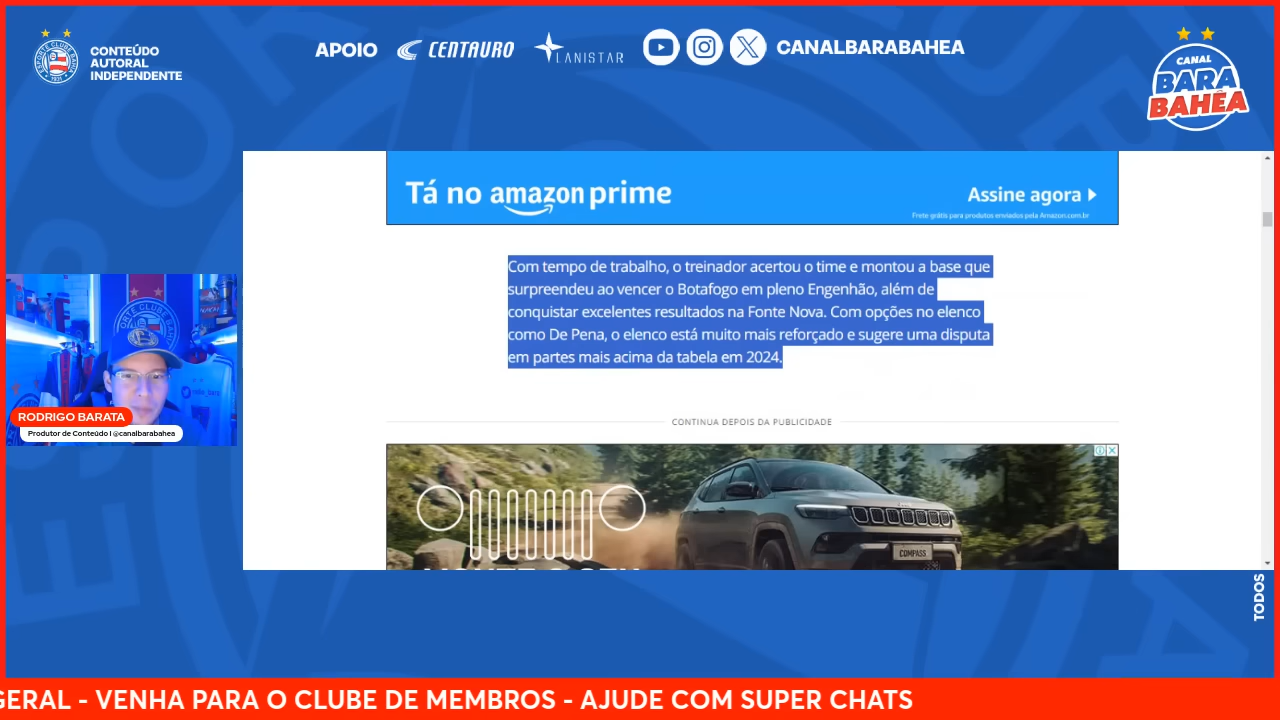 CONTEÚDO
AUTORAL
INDEPENDENTE
APOIO
CENTAURO
LANISTAR
CANALBARABAHEA
CANAL
BARA
BAHÊA
Tá no amazon prime
Assine agora
Frete grátis para produtos enviados pela Amazon.com.br
Com tempo de trabalho, o treinador acertou o time e montou a base que
surpreendeu ao vencer o Botafogo em pleno Engenhão, além de
conquistar excelentes resultados na Fonte Nova. Com opções no elenco
como De Pena, o elenco está muito mais reforçado e sugere uma disputa
em partes mais acima da tabela em 2024.
CONTINUA DEPOIS DA PUBLICIDADE
COMPASS
RODRIGO BARATA
Produtor de Conteúdo | @canalbarabahea
TODOS
GERAL - VENHA PARA O CLUBE DE MEMBROS - AJUDE COM SUPER CHATS